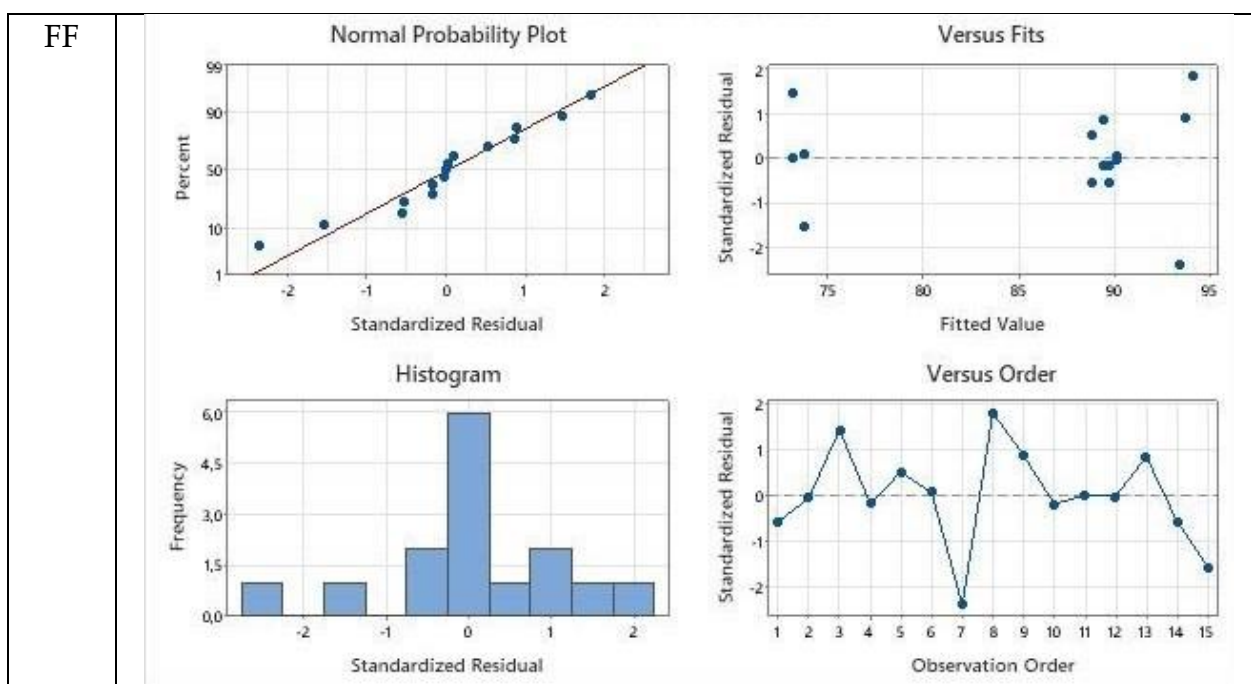 FF
Normal Probability Plot
99
90
50
10
1
Percent
-2 -1 0 1 2
Standardized Residual
Versus Fits
2
1
0
-1
-2
Standardized Residual
75 80 85 90 95
Fitted Value
Histogram
6,0
4,5
3,0
1,5
0,0
Frequency
-2 -1 0 1 2
Standardized Residual
Versus Order
2
1
0
-1
-2
Standardized Residual
1 2 3 4 5 6 7 8 9 10 11 12 13 14 15
Observation Order